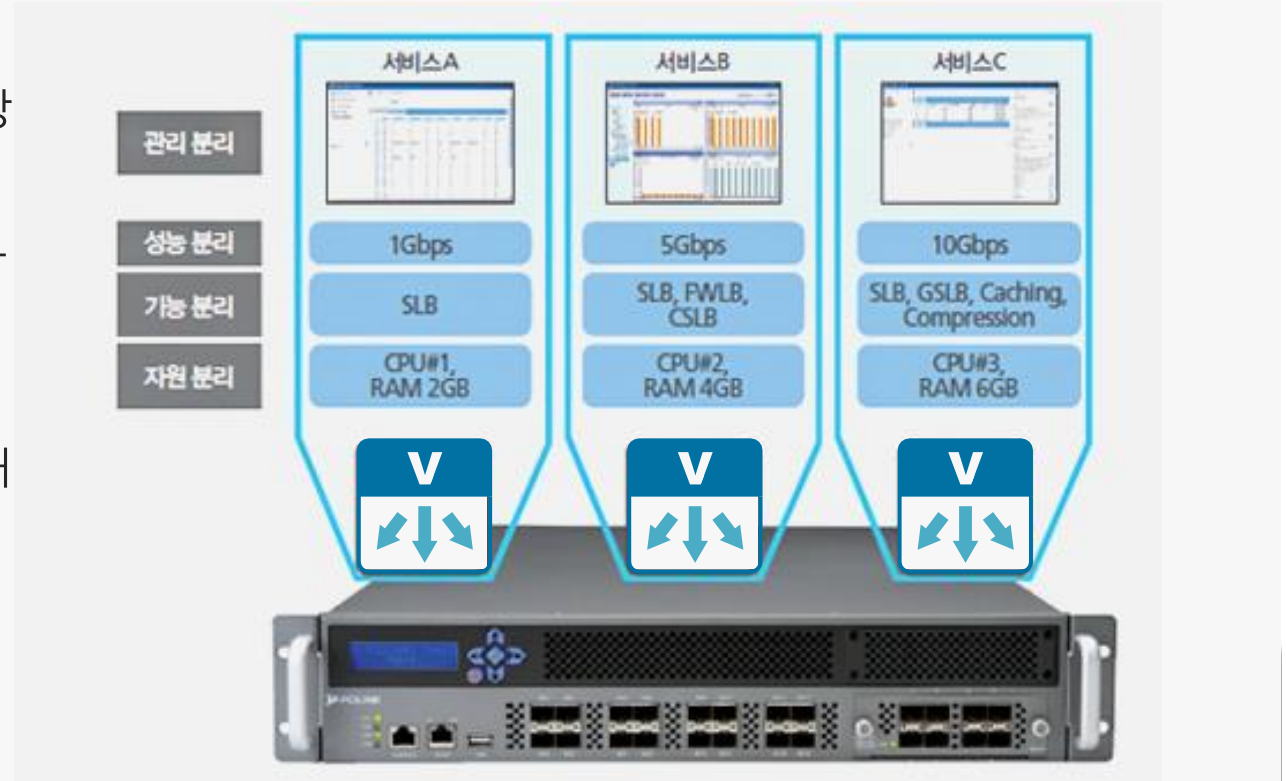 서비스A
서비스B
서비스C
관리 분리
성능 분리
1Gbps
5Gbps
10Gbps
기능 분리
SLB
SLB, FWLB,
CSLB
SLB, GSLB, Caching,
Compression
자원 분리
CPU#1,
RAM 2GB
CPU#2,
RAM 4GB
CPU#3,
RAM 6GB
V
V
V